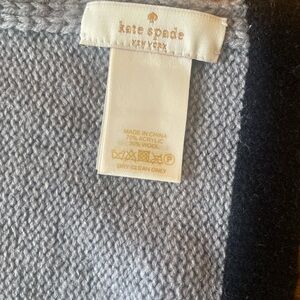 kate spade
NEW YORK
MADE IN CHINA
70% ACRYLIC
30% WOOL
DRY CLEAN ONLY